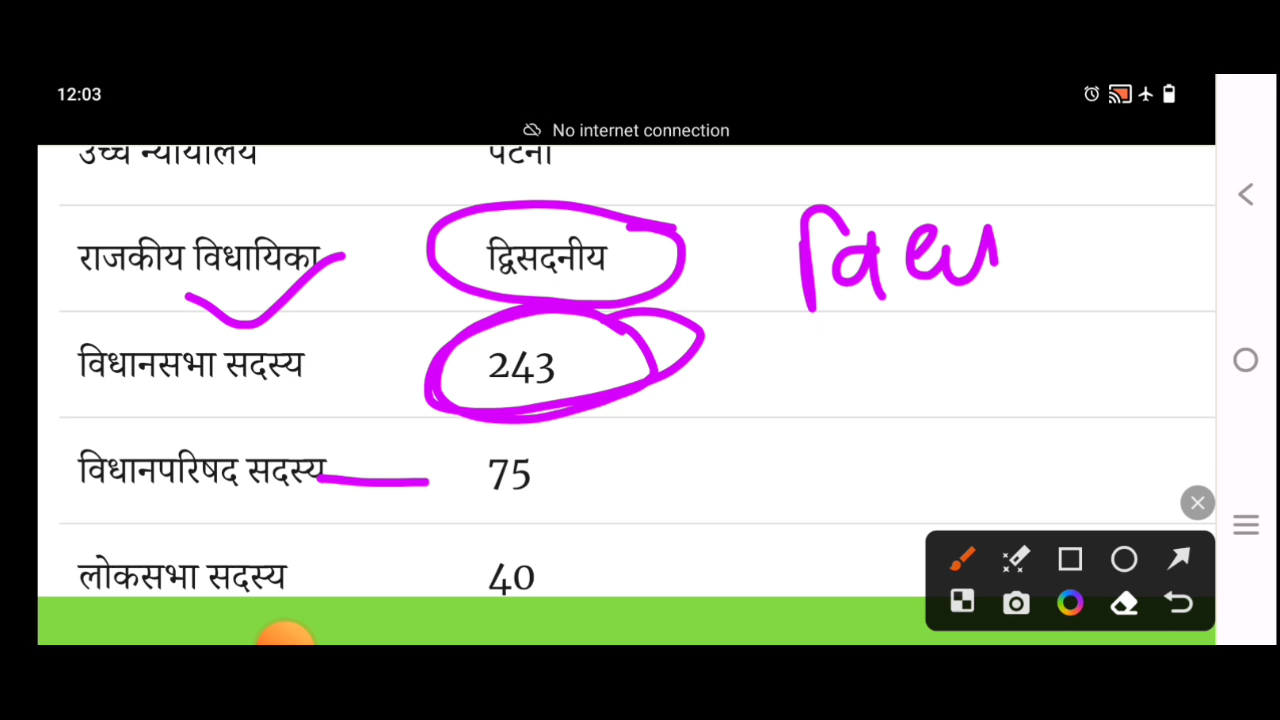 12:03
No internet connection
उच्च न्यायालय पटना
राजकीय विधायिका द्विसदनीय विधा
विधानसभा सदस्य 243
विधानपरिषद सदस्य 75
लोकसभा सदस्य 40